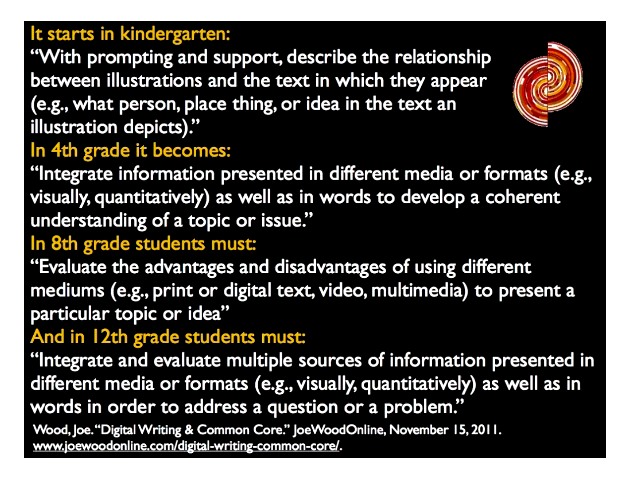 It starts in kindergarten:
“With prompting and support, describe the relationship
between illustrations and the text in which they appear
(e.g., what person, place thing, or idea in the text an
illustration depicts).”
In 4th grade it becomes:
“Integrate information presented in different media or formats (e.g.,
visually, quantitatively) as well as in words to develop a coherent
understanding of a topic or issue.”
In 8th grade students must:
“Evaluate the advantages and disadvantages of using different
mediums (e.g., print or digital text, video, multimedia) to present a
particular topic or idea”
And in 12th grade students must:
“Integrate and evaluate multiple sources of information presented in
different media or formats (e.g., visually, quantitatively) as well as in
words in order to address a question or a problem.”
Wood, Joe. “Digital Writing & Common Core.” JoeWoodOnline, November 15, 2011.
www.joewoodonline.com/digital-writing-common-core/.